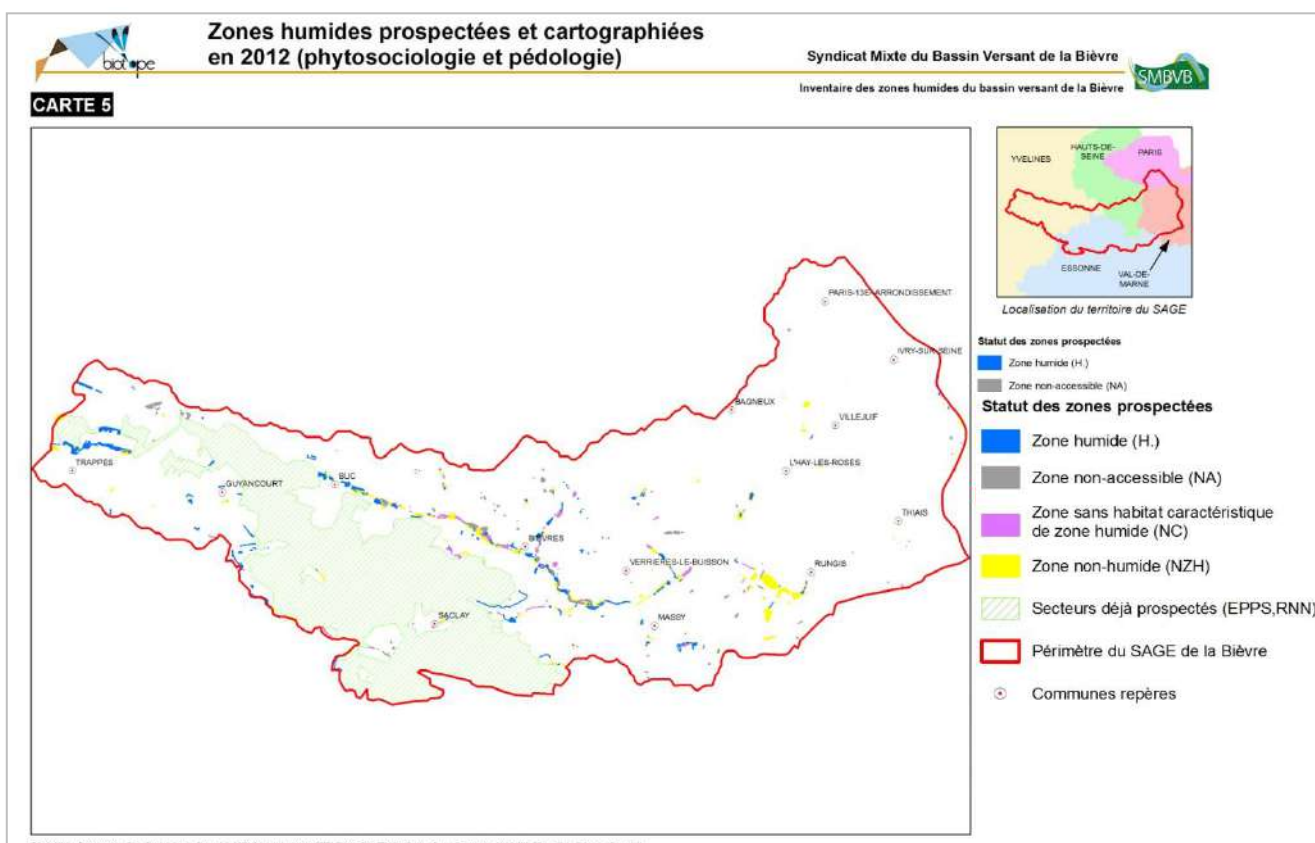 biotope
Zones humides prospectées et cartographiées
en 2012 (phytosociologie et pédologie)
Syndicat Mixte du Bassin Versant de la Bièvre
Inventaire des zones humides du bassin versant de la Bièvre
SMBVB
CARTE 5
YVELINES
HAUTS-DE-
SEINE
PARIS
ESSONNE
VAL-DE-
MARNE
Localisation du territoire du SAGE
PARIS-13E-ARRONDISSEMENT
IVRY-SUR-SEINE
BAGNEUX
VILLEJUIF
L'HAY-LES-ROSES
TRAPPES
GUYANCOURT
BUC
THIAIS
BIEVRES
VERRIERES-LE-BUISSON
RUNGIS
SACLAY
MASSY
Statut des zones prospectées
Zone humide (H.)
Zone non-accessible (NA)
Statut des zones prospectées
Zone humide (H.)
Zone non-accessible (NA)
Zone sans habitat caractéristique
de zone humide (NC)
Zone non-humide (NZH)
Secteurs déjà prospectés (EPPS,RNN)
Périmètre du SAGE de la Bièvre
Communes repères